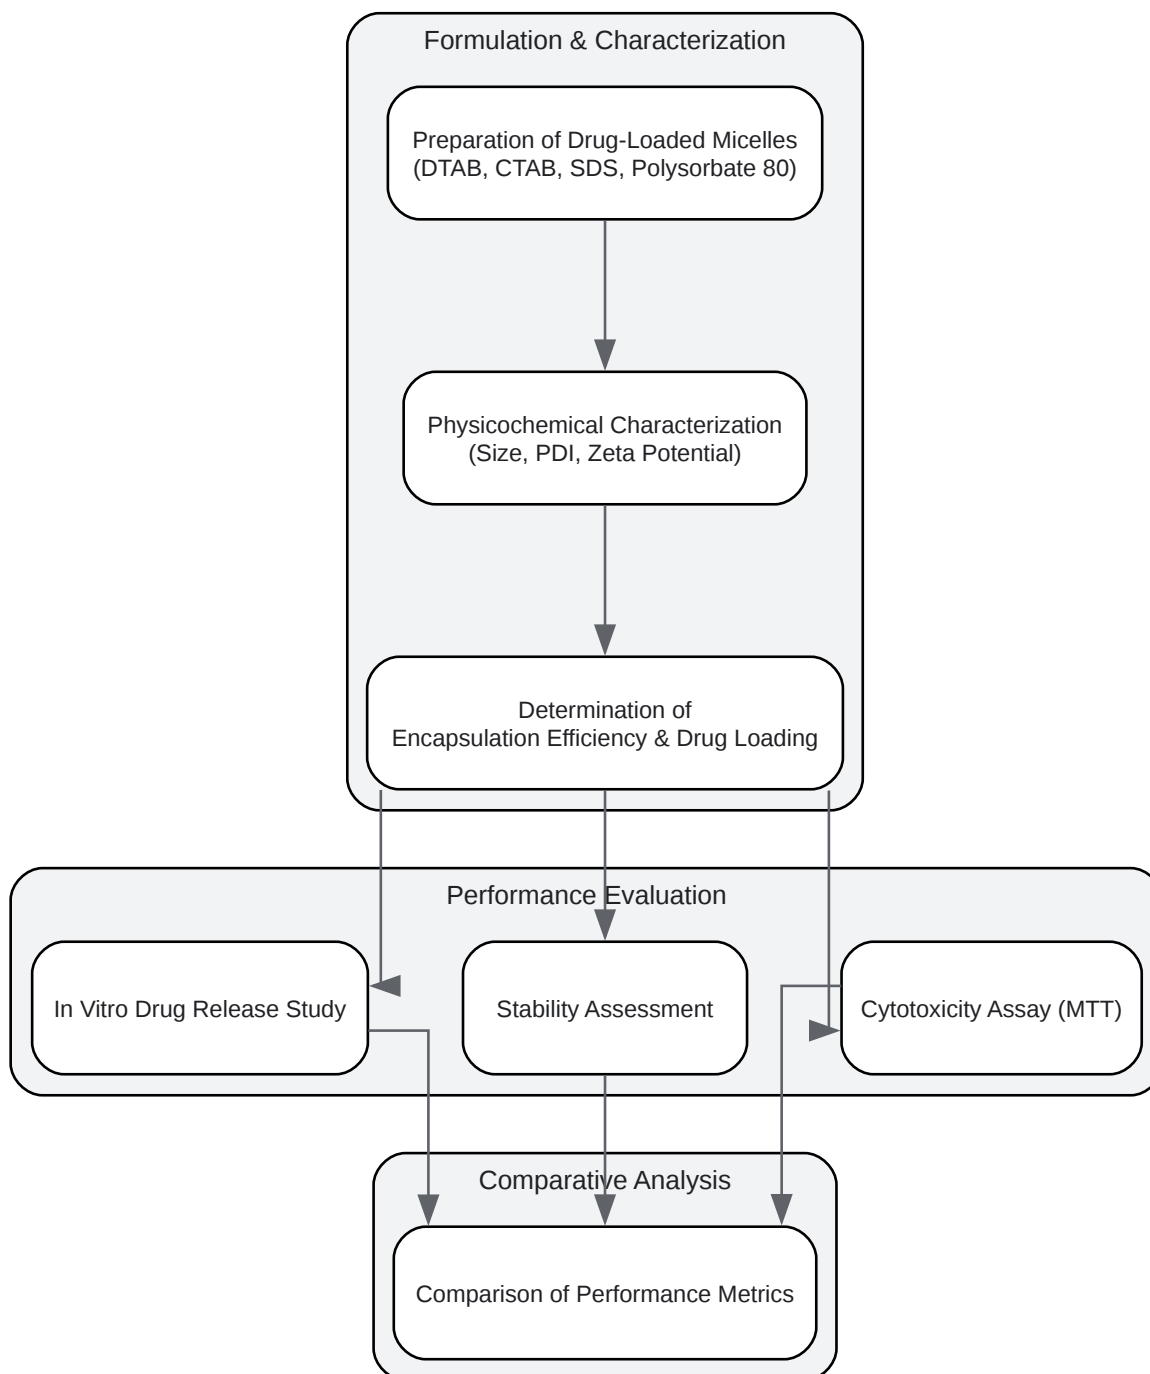 Formulation & Characterization
Preparation of Drug-Loaded Micelles
(DTAB, CTAB, SDS, Polysorbate 80)
Physicochemical Characterization
(Size, PDI, Zeta Potential)
Determination of
Encapsulation Efficiency & Drug Loading
Performance Evaluation
In Vitro Drug Release Study
Stability Assessment
Cytotoxicity Assay (MTT)
Comparative Analysis
Comparison of Performance Metrics